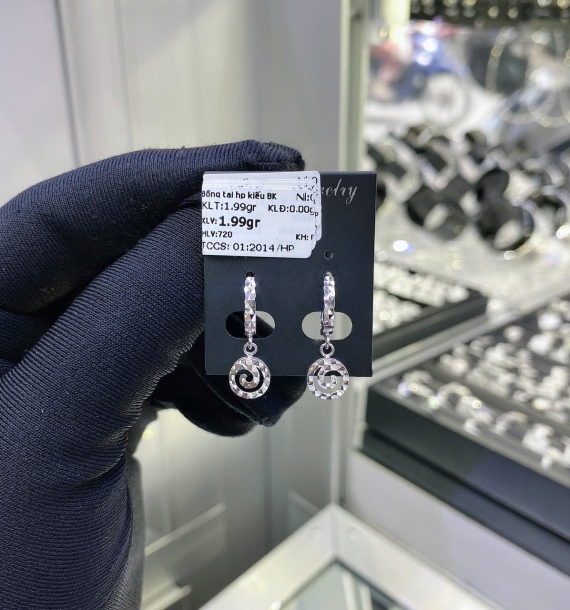 Bông tai hp kiểu BK
KLT:1.99gr KLĐ:0.00
KLV:1.99gr
HLV:720 KH:
TCCS: 01:2014/HP